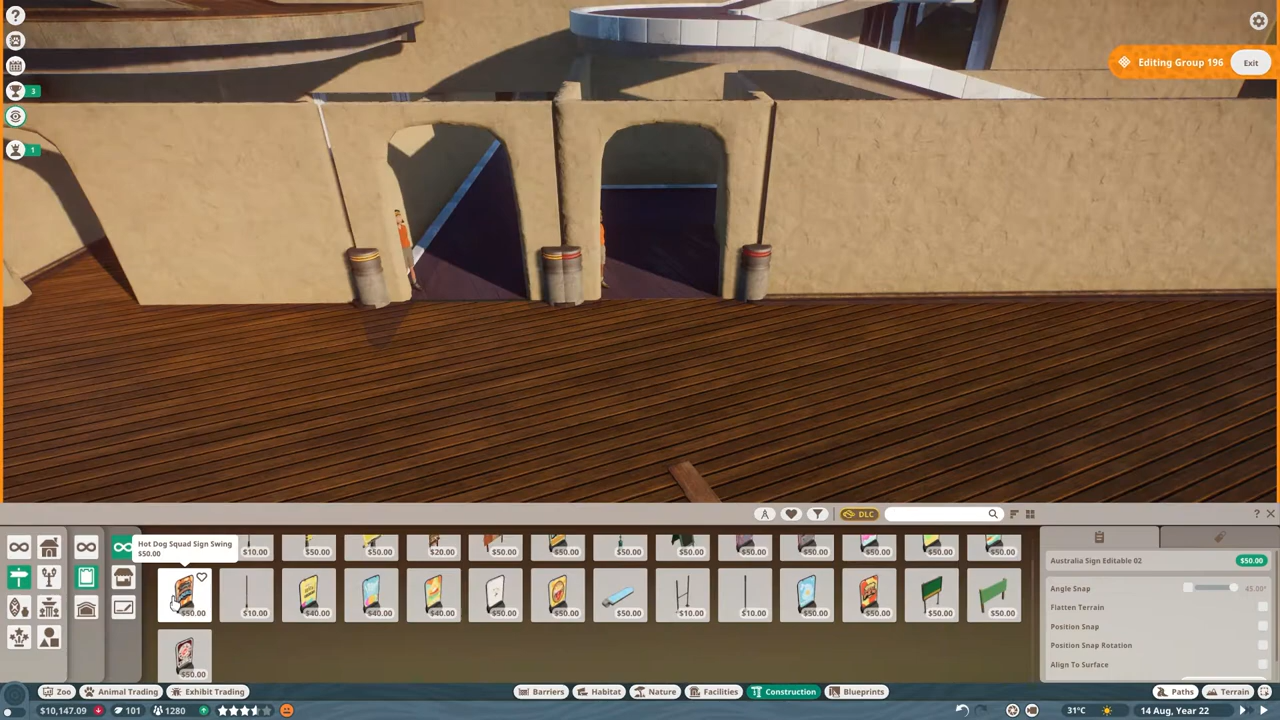 ?
Editing Group 196
Exit
3
1
DLC
Hot Dog Squad Sign Swing
$50.00
$10.00 $50.00 $50.00 $20.00 $50.00 $50.00 $50.00 $50.00 $50.00 $50.00 $50.00 $50.00 $50.00
$50.00 $10.00 $40.00 $40.00 $40.00 $50.00 $50.00 $50.00 $10.00 $10.00 $50.00 $50.00 $50.00 $50.00
$50.00
?
Australia Sign Editable 02 $50.00
Angle Snap 45.00°
Flatten Terrain
Position Snap
Position Snap Rotation
Align To Surface
Zoo Animal Trading Exhibit Trading Barriers Habitat Nature Facilities Construction Blueprints Paths Terrain
$10,147.09 101 1280 31°C 14 Aug, Year 22